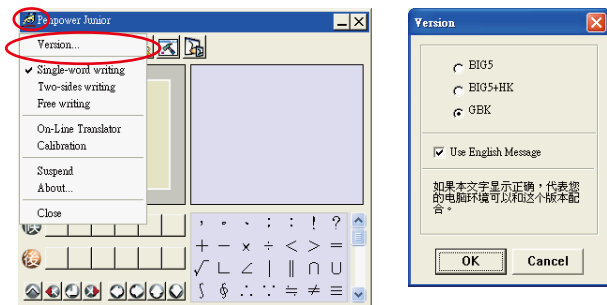 Penpower Junior
Version...
Single-word writing
Two-sides writing
Free writing
On-Line Translator
Calibration
Suspend
About...
Close
候
後
， 。 、 ； ： ！ ？
＋ － × ÷ ＜ ＞ ＝
√ ∟ ∠ ∣ ∥ ∩ ∪
∫ ∮ ∴ ∵ ≒ ≠ ≡
Version
BIG5
BIG5+HK
GBK
Use English Message
如果本文字显示正确，代表您
的电脑环境可以和这个版本配
合。
OK Cancel